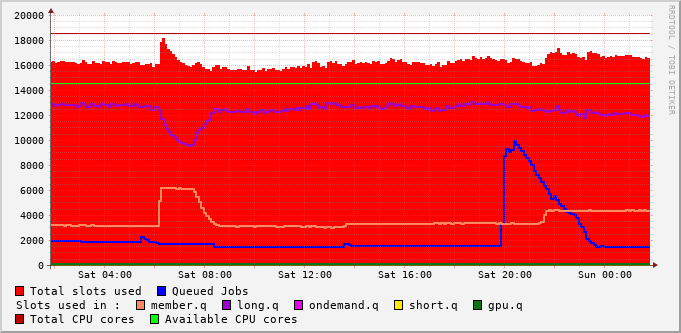 20000
18000
16000
14000
12000
10000
8000
6000
4000
2000
0
Sat 04:00 Sat 08:00 Sat 12:00 Sat 16:00 Sat 20:00 Sun 00:00
RRDTOOL / TOBI OETIKER
Total slots used Queued Jobs
Slots used in : member.q long.q ondemand.q short.q gpu.q
Total CPU cores Available CPU cores